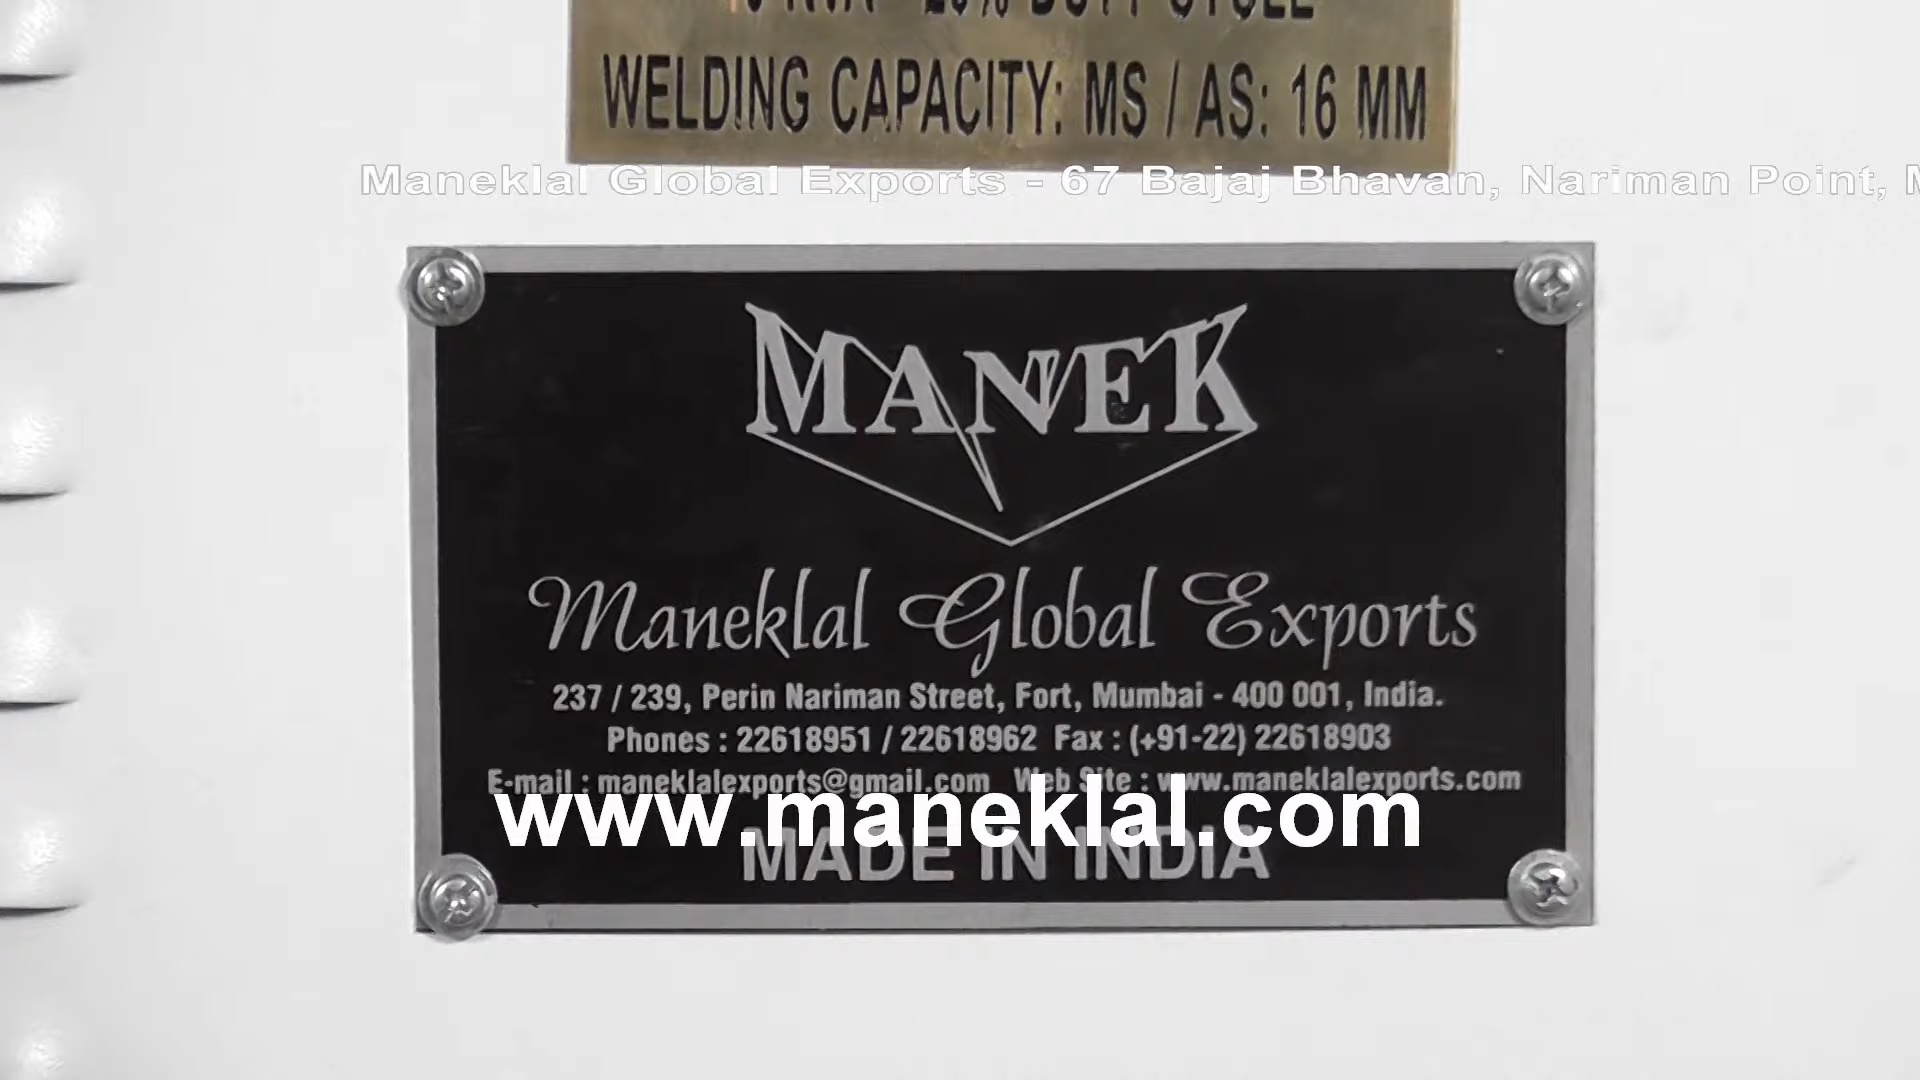 DUTY CYCLE
WELDING CAPACITY: MS / AS: 16 MM
Maneklal Global Exports - 67 Bajaj Bhavan, Nariman Point,
MANEK
Maneklal Global Exports
237 / 239, Perin Nariman Street, Fort, Mumbai - 400 001, India.
Phones : 22618951 / 22618962 Fax : (+91-22) 22618903
E-mail : maneklalexports@gmail.com Web Site : www.maneklalexports.com
www.maneklal.com
MADE IN INDIA